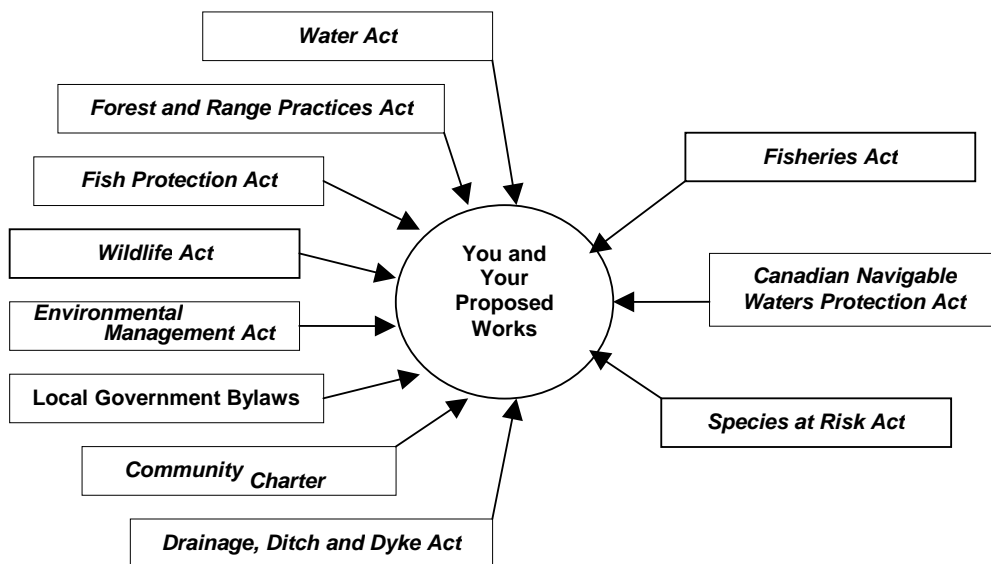 Water Act
Forest and Range Practices Act
Fish Protection Act
Wildlife Act
Environmental
Management Act
Local Government Bylaws
Community Charter
Drainage, Ditch and Dyke Act
You and
Your
Proposed
Works
Fisheries Act
Canadian Navigable
Waters Protection Act
Species at Risk Act